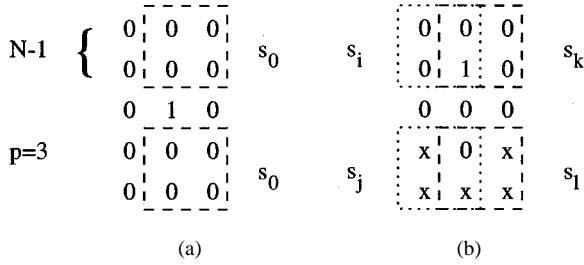 0 0 0 0 0 0
N-1 { s₀ sᵢ sₖ
0 0 0 0 1 0
0 1 0 0 0 0
p=3 0 0 0 x 0 x
s₀ sⱼ s₁
0 0 0 x x x
(a) (b)